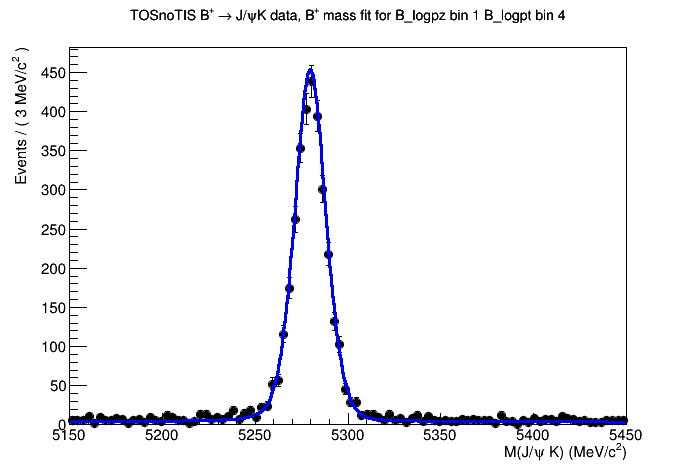 TOSnoTIS B⁺ → J/ψK data, B⁺ mass fit for B_logpz bin 1 B_logpt bin 4
Events / ( 3 MeV/c² )
450
400
350
300
250
200
150
100
50
0
5150 5200 5250 5300 5350 5400 5450
M(J/ψ K) (MeV/c²)